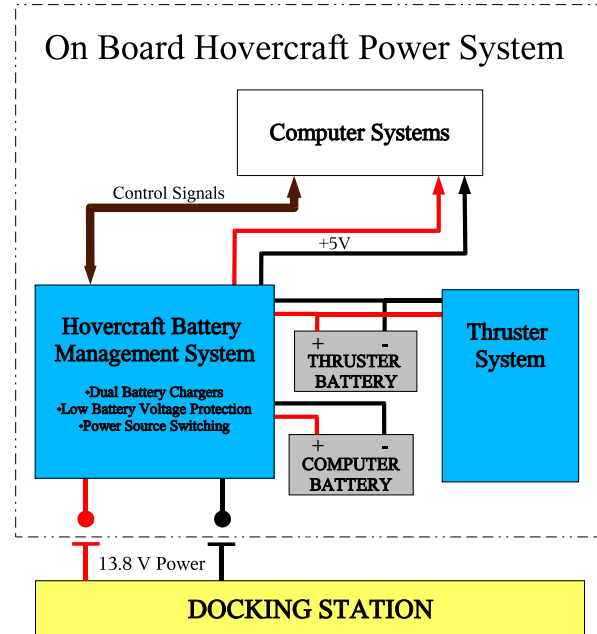 On Board Hovercraft Power System
Computer Systems
Control Signals
+5V
Hovercraft Battery
Management System
•Dual Battery Chargers
•Low Battery Voltage Protection
•Power Source Switching
Thruster
System
+ -
THRUSTER
BATTERY
+ -
COMPUTER
BATTERY
13.8 V Power
DOCKING STATION